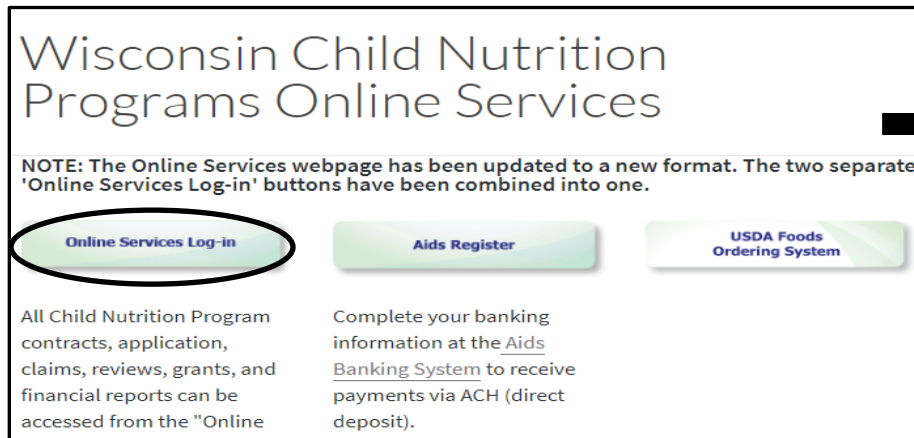 Wisconsin Child Nutrition
Programs Online Services
NOTE: The Online Services webpage has been updated to a new format. The two separate
'Online Services Log-in' buttons have been combined into one.
Online Services Log-in
Aids Register
USDA Foods
Ordering System
All Child Nutrition Program
contracts, application,
claims, reviews, grants, and
financial reports can be
accessed from the "Online
Complete your banking
information at the Aids
Banking System to receive
payments via ACH (direct
deposit).